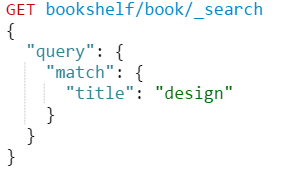 GET bookshelf/book/_search
{
  "query": {
    "match": {
      "title": "design"
    }
  }
}